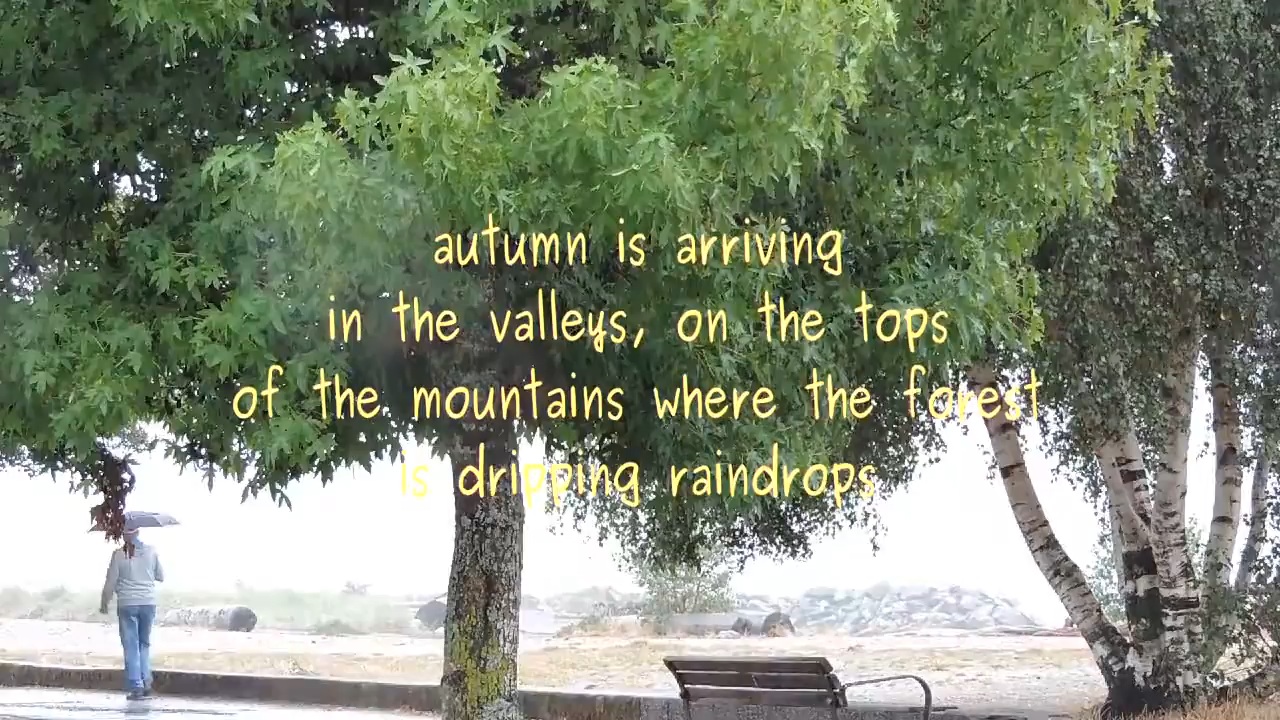 autumn is arriving
in the valleys, on the tops
of the mountains where the forest
is dripping raindrops